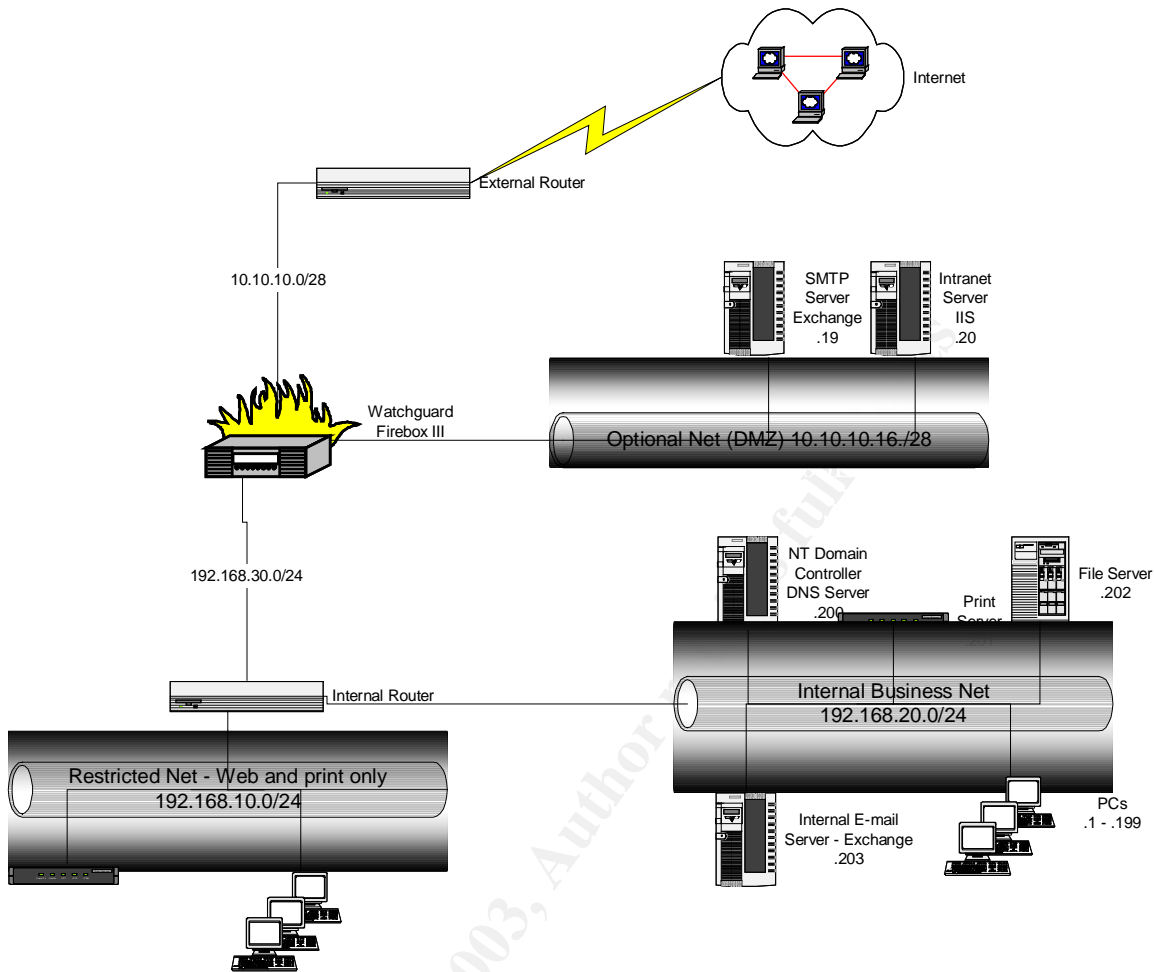 Internet
External Router
10.10.10.0/28
SMTP
Server
Exchange
.19
Intranet
Server
IIS
.20
Watchguard
Firebox III
Optional Net (DMZ) 10.10.10.16./28
192.168.30.0/24
NT Domain
Controller
DNS Server
.200
Print
Server
File Server
.202
Internal Router
Internal Business Net
192.168.20.0/24
Restricted Net - Web and print only
192.168.10.0/24
Internal E-mail
Server - Exchange
.203
PCs
.1 - .199
003, Author